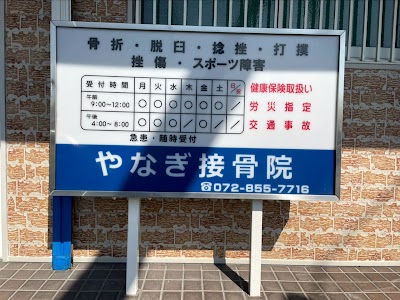 骨折・脱臼・捻挫・打撲
挫傷・スポーツ障害
受付時間 月 火 水 木 金 土 日/祝
午前 9:00~12:00 ○ ○ ○ ○ ○ ○ /
午後 4:00~8:00 ○ ○ ○ / ○ / /
急患・随時受付
健康保険取扱い
労災指定
交通事故
やなぎ接骨院
☎072-855-7716